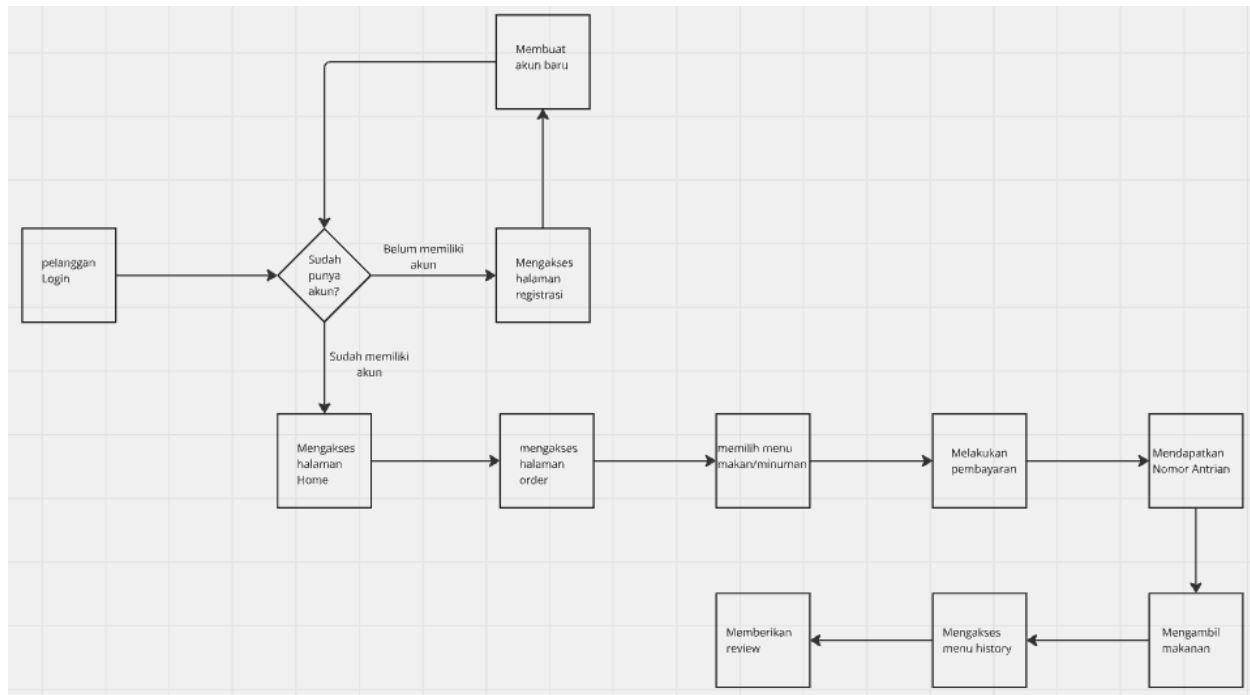 Membuat
akun baru
pelanggan
Login
Sudah
punya
akun?
Belum memiliki
akun
Mengakses
halaman
registrasi
Sudah memiliki
akun
Mengakses
halaman
Home
mengakses
halaman
order
memilih menu
makan/minuman
Melakukan
pembayaran
Mendapatkan
Nomor Antrian
Mengambil
makanan
Mengakses
menu history
Memberikan
review